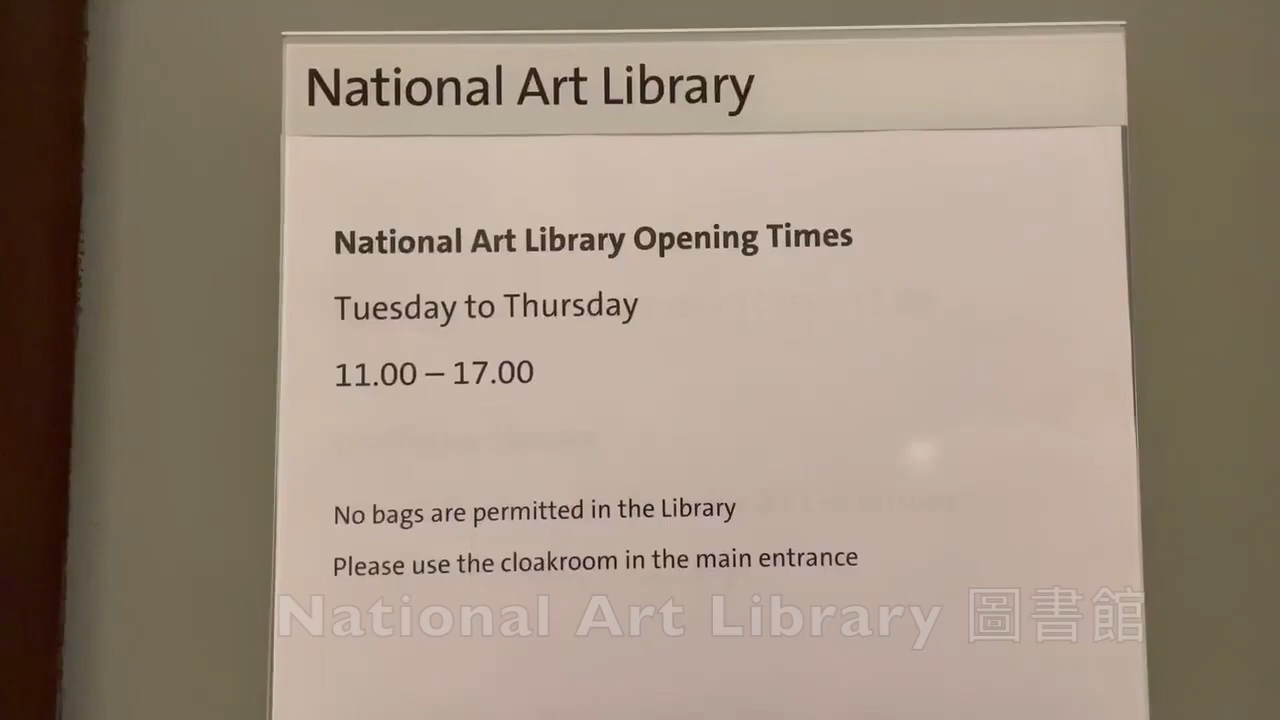 National Art Library
National Art Library Opening Times
Tuesday to Thursday
11.00 – 17.00
No bags are permitted in the Library
Please use the cloakroom in the main entrance
National Art Library 圖書館